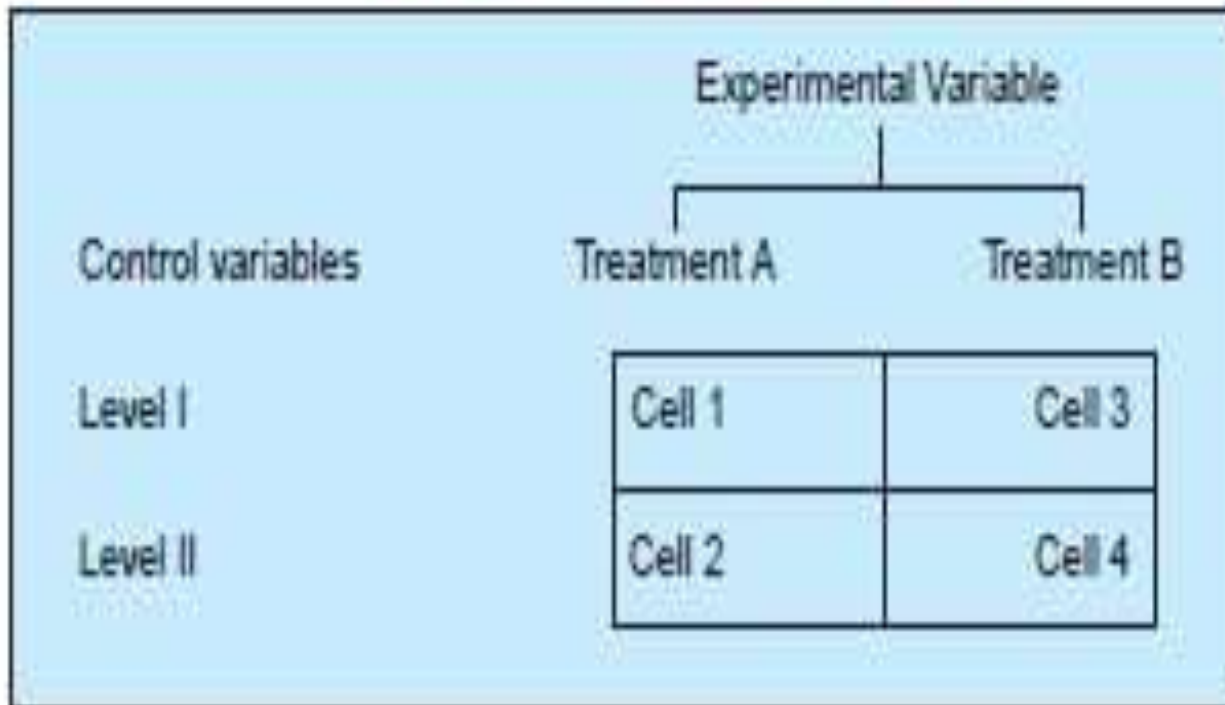 Experimental Variable
Control variables Treatment A Treatment B
Level I Cell 1 Cell 3
Level II Cell 2 Cell 4